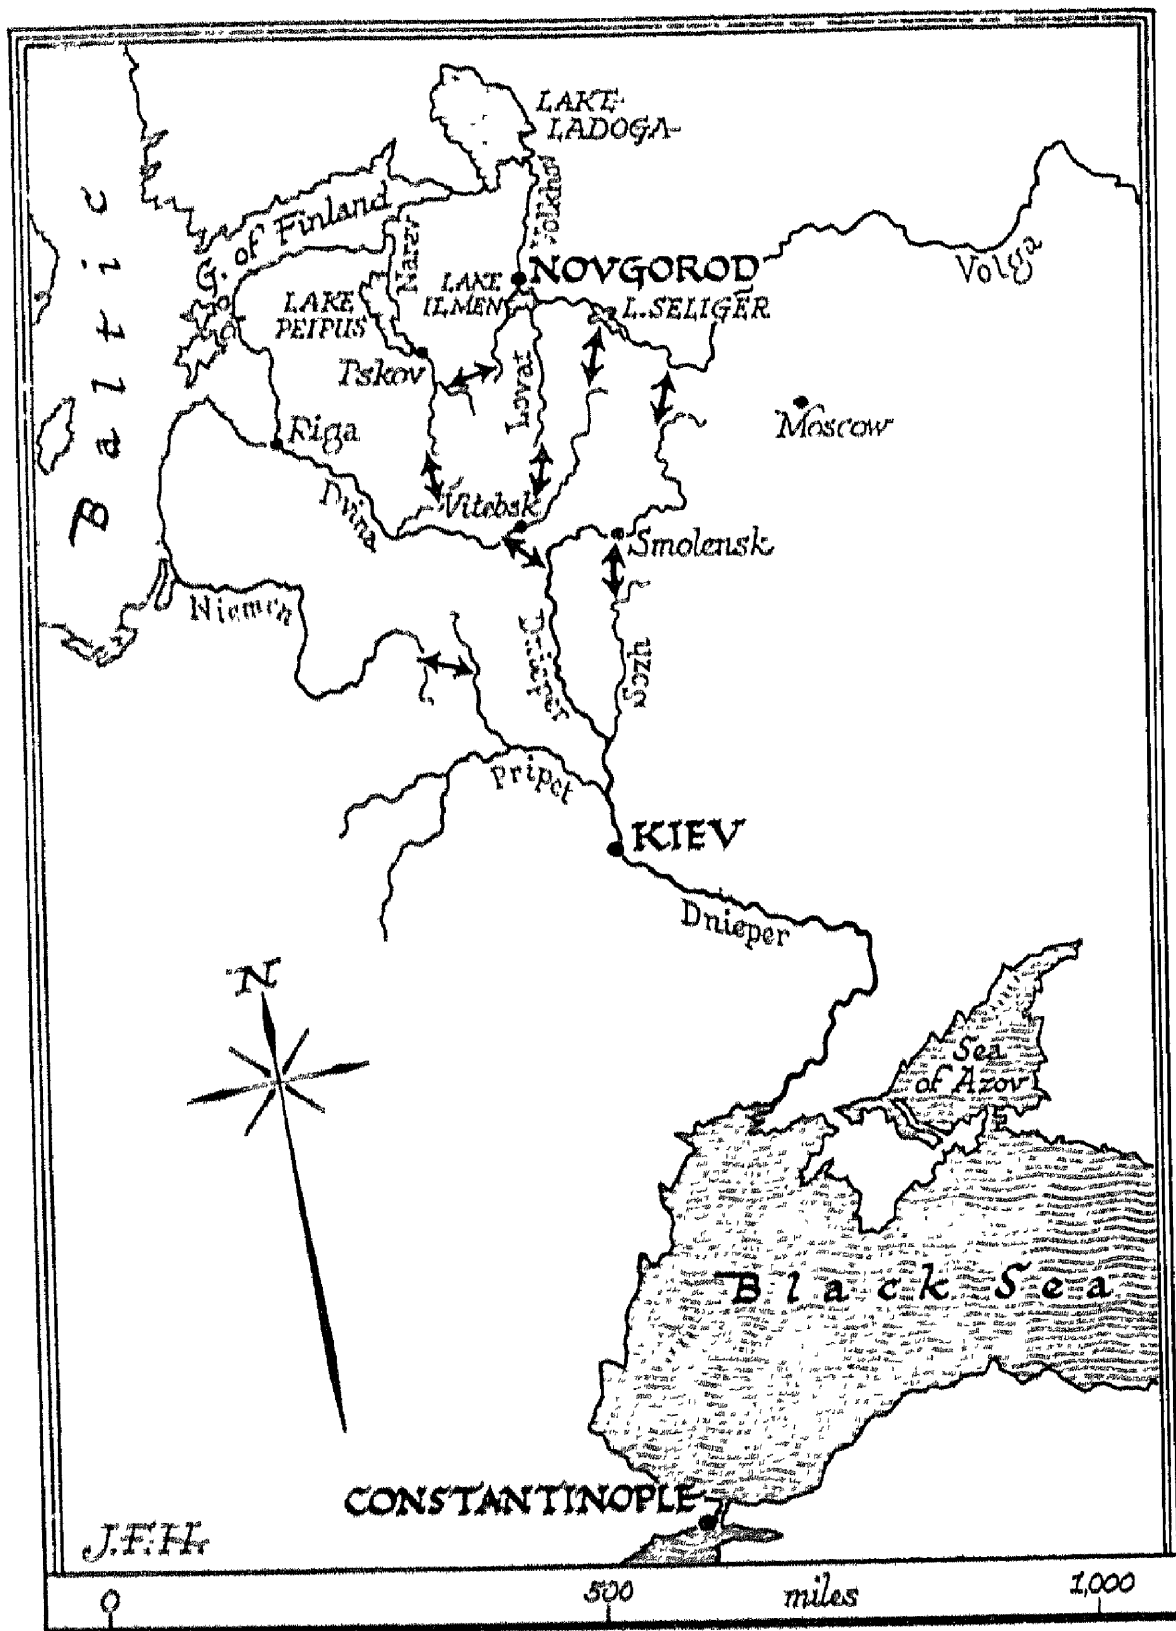 LAKE
LADOGA
Baltic
G. of Finland
Volkhov
Narev
NOVGOROD
Volga
LAKE
ILMEN
L. SELIGER
LAKE
PEIPUS
Pskov
Lovat
Moscow
Riga
Dvina
Vitebsk
Smolensk
Niemen
Dnieper
Sozh
Pripet
KIEV
Dnieper
N
Sea
of Azov
Black Sea
CONSTANTINOPLE
J.F.H.
0 500 miles 1,000